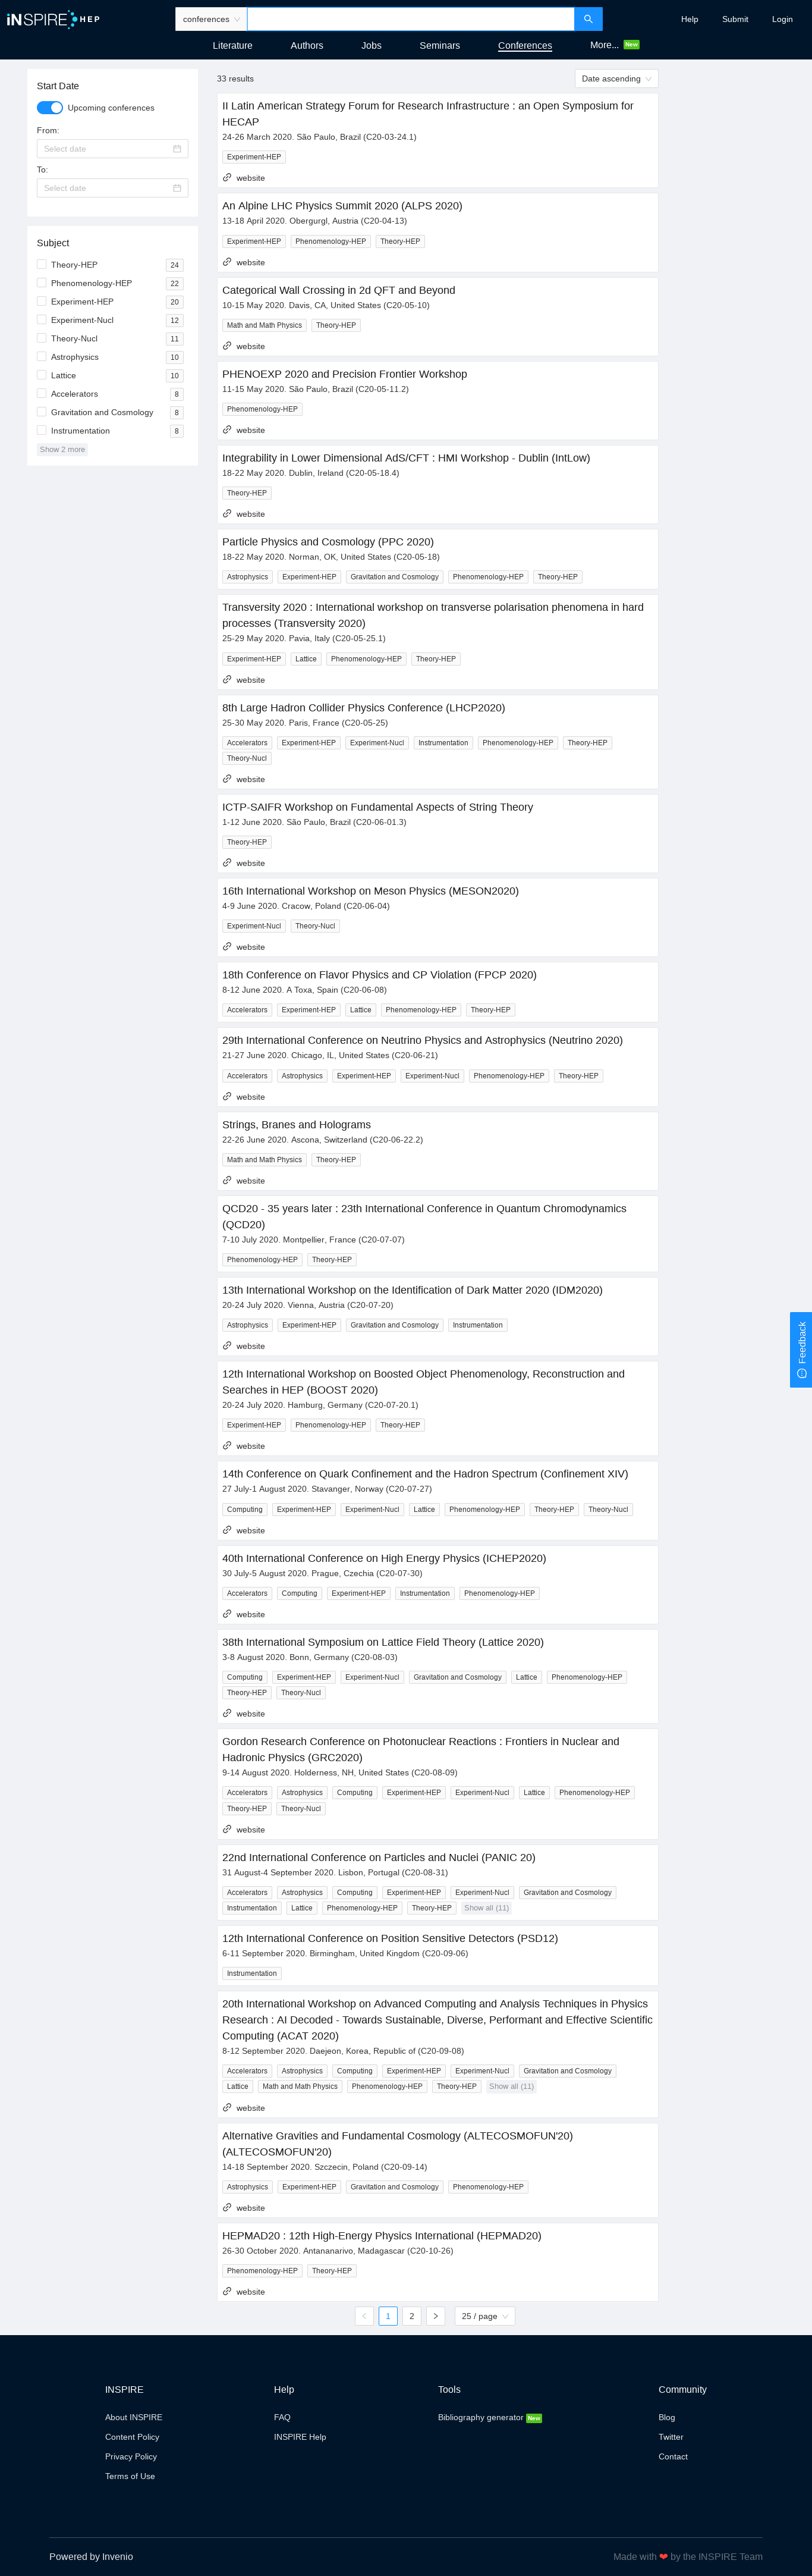 INSPIRE HEP
conferences
Help
Submit
Login
Literature
Authors
Jobs
Seminars
Conferences
More... New
Start Date
Upcoming conferences
From:
Select date
To:
Select date
Subject
Theory-HEP 24
Phenomenology-HEP 22
Experiment-HEP 20
Experiment-Nucl 12
Theory-Nucl 11
Astrophysics 10
Lattice 10
Accelerators 8
Gravitation and Cosmology 8
Instrumentation 8
Show 2 more
33 results
Date ascending
II Latin American Strategy Forum for Research Infrastructure : an Open Symposium for
HECAP
24-26 March 2020. São Paulo, Brazil (C20-03-24.1)
Experiment-HEP
website
An Alpine LHC Physics Summit 2020 (ALPS 2020)
13-18 April 2020. Obergurgl, Austria (C20-04-13)
Experiment-HEP Phenomenology-HEP Theory-HEP
website
Categorical Wall Crossing in 2d QFT and Beyond
10-15 May 2020. Davis, CA, United States (C20-05-10)
Math and Math Physics Theory-HEP
website
PHENOEXP 2020 and Precision Frontier Workshop
11-15 May 2020. São Paulo, Brazil (C20-05-11.2)
Phenomenology-HEP
website
Integrability in Lower Dimensional AdS/CFT : HMI Workshop - Dublin (IntLow)
18-22 May 2020. Dublin, Ireland (C20-05-18.4)
Theory-HEP
website
Particle Physics and Cosmology (PPC 2020)
18-22 May 2020. Norman, OK, United States (C20-05-18)
Astrophysics Experiment-HEP Gravitation and Cosmology Phenomenology-HEP Theory-HEP
Transversity 2020 : International workshop on transverse polarisation phenomena in hard
processes (Transversity 2020)
25-29 May 2020. Pavia, Italy (C20-05-25.1)
Experiment-HEP Lattice Phenomenology-HEP Theory-HEP
website
8th Large Hadron Collider Physics Conference (LHCP2020)
25-30 May 2020. Paris, France (C20-05-25)
Accelerators Experiment-HEP Experiment-Nucl Instrumentation Phenomenology-HEP Theory-HEP
Theory-Nucl
website
ICTP-SAIFR Workshop on Fundamental Aspects of String Theory
1-12 June 2020. São Paulo, Brazil (C20-06-01.3)
Theory-HEP
website
16th International Workshop on Meson Physics (MESON2020)
4-9 June 2020. Cracow, Poland (C20-06-04)
Experiment-Nucl Theory-Nucl
website
18th Conference on Flavor Physics and CP Violation (FPCP 2020)
8-12 June 2020. A Toxa, Spain (C20-06-08)
Accelerators Experiment-HEP Lattice Phenomenology-HEP Theory-HEP
29th International Conference on Neutrino Physics and Astrophysics (Neutrino 2020)
21-27 June 2020. Chicago, IL, United States (C20-06-21)
Accelerators Astrophysics Experiment-HEP Experiment-Nucl Phenomenology-HEP Theory-HEP
website
Strings, Branes and Holograms
22-26 June 2020. Ascona, Switzerland (C20-06-22.2)
Math and Math Physics Theory-HEP
website
QCD20 - 35 years later : 23th International Conference in Quantum Chromodynamics
(QCD20)
7-10 July 2020. Montpellier, France (C20-07-07)
Phenomenology-HEP Theory-HEP
13th International Workshop on the Identification of Dark Matter 2020 (IDM2020)
20-24 July 2020. Vienna, Austria (C20-07-20)
Astrophysics Experiment-HEP Gravitation and Cosmology Instrumentation
website
12th International Workshop on Boosted Object Phenomenology, Reconstruction and
Searches in HEP (BOOST 2020)
20-24 July 2020. Hamburg, Germany (C20-07-20.1)
Experiment-HEP Phenomenology-HEP Theory-HEP
website
14th Conference on Quark Confinement and the Hadron Spectrum (Confinement XIV)
27 July-1 August 2020. Stavanger, Norway (C20-07-27)
Computing Experiment-HEP Experiment-Nucl Lattice Phenomenology-HEP Theory-HEP Theory-Nucl
website
40th International Conference on High Energy Physics (ICHEP2020)
30 July-5 August 2020. Prague, Czechia (C20-07-30)
Accelerators Computing Experiment-HEP Instrumentation Phenomenology-HEP
website
38th International Symposium on Lattice Field Theory (Lattice 2020)
3-8 August 2020. Bonn, Germany (C20-08-03)
Computing Experiment-HEP Experiment-Nucl Gravitation and Cosmology Lattice Phenomenology-HEP
Theory-HEP Theory-Nucl
website
Gordon Research Conference on Photonuclear Reactions : Frontiers in Nuclear and
Hadronic Physics (GRC2020)
9-14 August 2020. Holderness, NH, United States (C20-08-09)
Accelerators Astrophysics Computing Experiment-HEP Experiment-Nucl Lattice Phenomenology-HEP
Theory-HEP Theory-Nucl
website
22nd International Conference on Particles and Nuclei (PANIC 20)
31 August-4 September 2020. Lisbon, Portugal (C20-08-31)
Accelerators Astrophysics Computing Experiment-HEP Experiment-Nucl Gravitation and Cosmology
Instrumentation Lattice Phenomenology-HEP Theory-HEP Show all (11)
12th International Conference on Position Sensitive Detectors (PSD12)
6-11 September 2020. Birmingham, United Kingdom (C20-09-06)
Instrumentation
20th International Workshop on Advanced Computing and Analysis Techniques in Physics
Research : AI Decoded - Towards Sustainable, Diverse, Performant and Effective Scientific
Computing (ACAT 2020)
8-12 September 2020. Daejeon, Korea, Republic of (C20-09-08)
Accelerators Astrophysics Computing Experiment-HEP Experiment-Nucl Gravitation and Cosmology
Lattice Math and Math Physics Phenomenology-HEP Theory-HEP Show all (11)
website
Alternative Gravities and Fundamental Cosmology (ALTECOSMOFUN'20)
(ALTECOSMOFUN'20)
14-18 September 2020. Szczecin, Poland (C20-09-14)
Astrophysics Experiment-HEP Gravitation and Cosmology Phenomenology-HEP
website
HEPMAD20 : 12th High-Energy Physics International (HEPMAD20)
26-30 October 2020. Antananarivo, Madagascar (C20-10-26)
Phenomenology-HEP Theory-HEP
website
1 2 25 / page
Feedback
INSPIRE
About INSPIRE
Content Policy
Privacy Policy
Terms of Use
Help
FAQ
INSPIRE Help
Tools
Bibliography generator New
Community
Blog
Twitter
Contact
Powered by Invenio
Made with ❤ by the INSPIRE Team